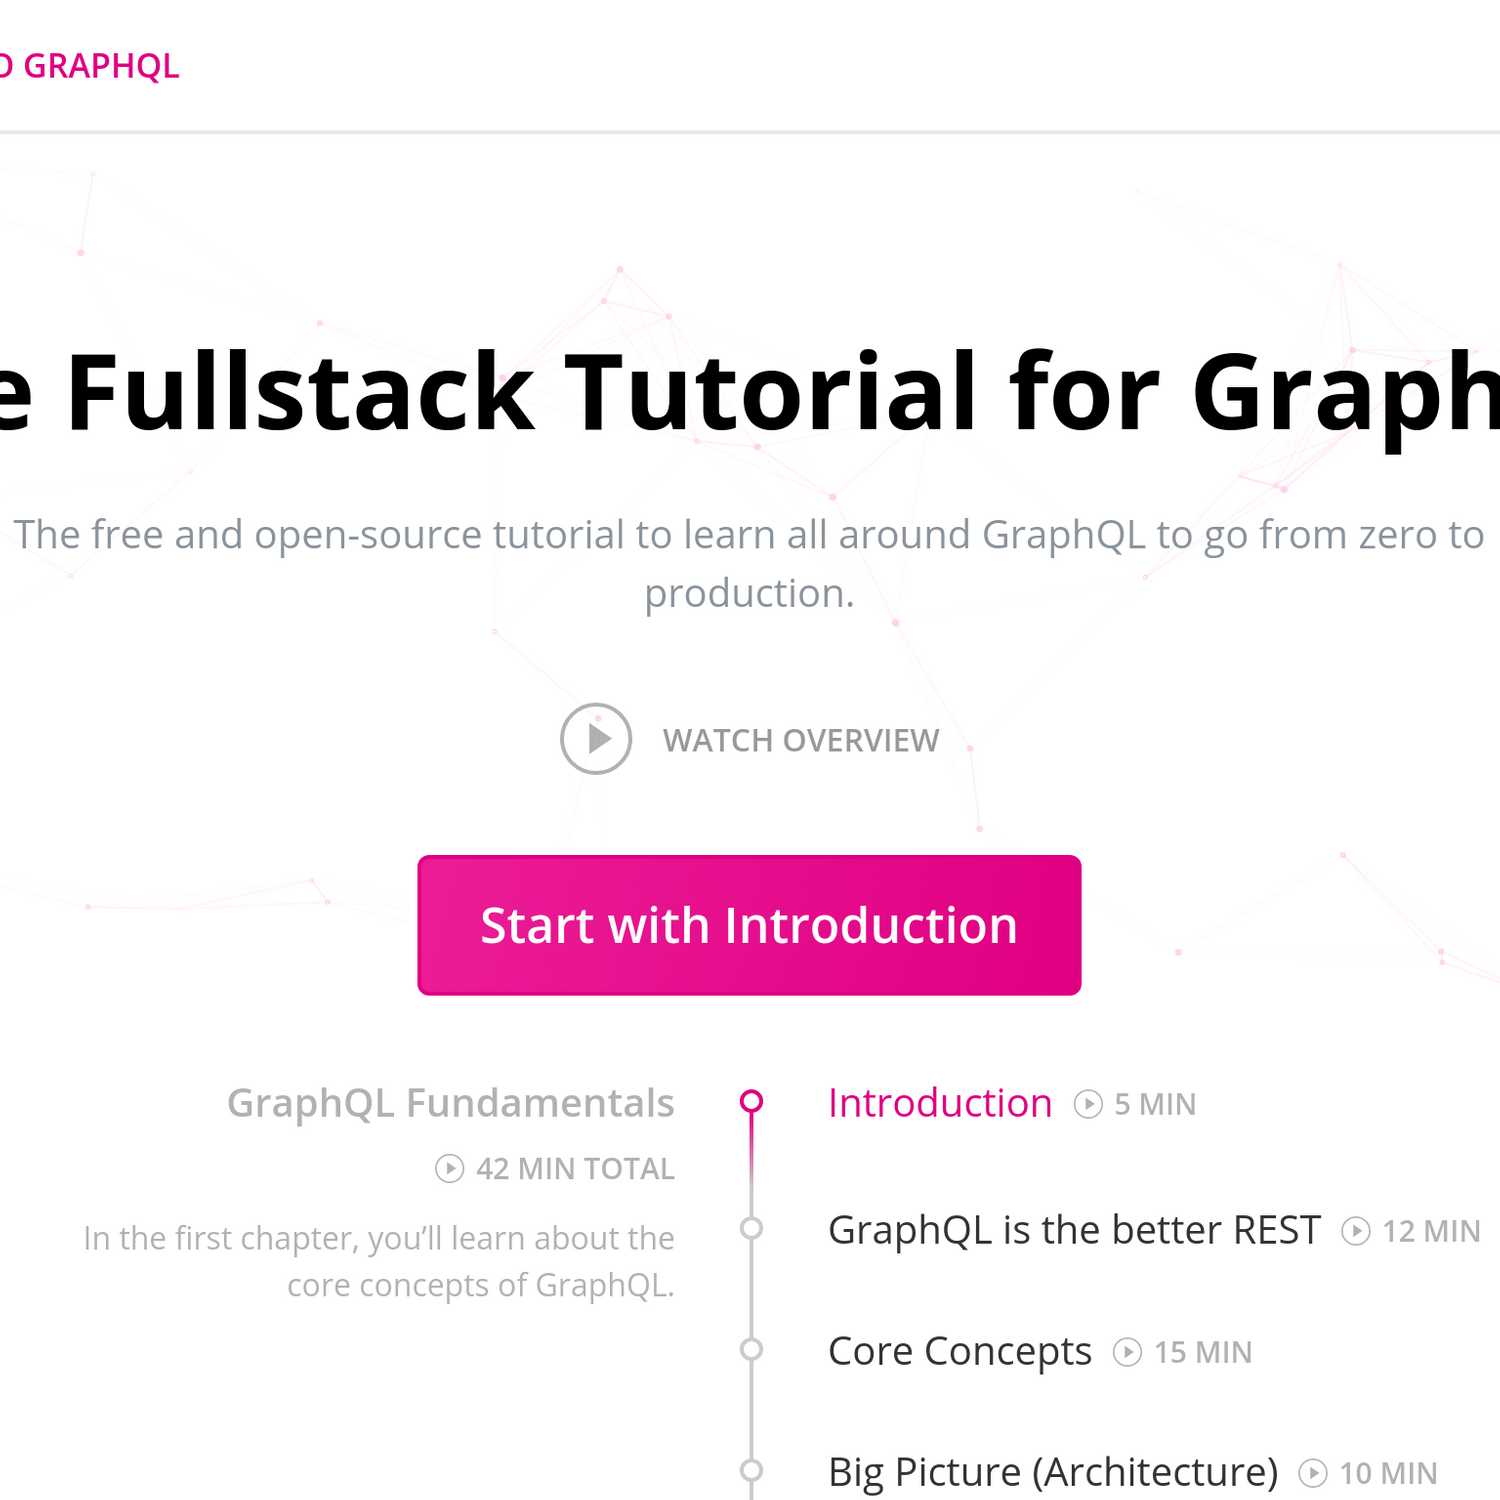 GRAPHQL
e Fullstack Tutorial for Graph
The free and open-source tutorial to learn all around GraphQL to go from zero to
production.
WATCH OVERVIEW
Start with Introduction
GraphQL Fundamentals
42 MIN TOTAL
In the first chapter, you’ll learn about the
core concepts of GraphQL.
Introduction 5 MIN
GraphQL is the better REST 12 MIN
Core Concepts 15 MIN
Big Picture (Architecture) 10 MIN